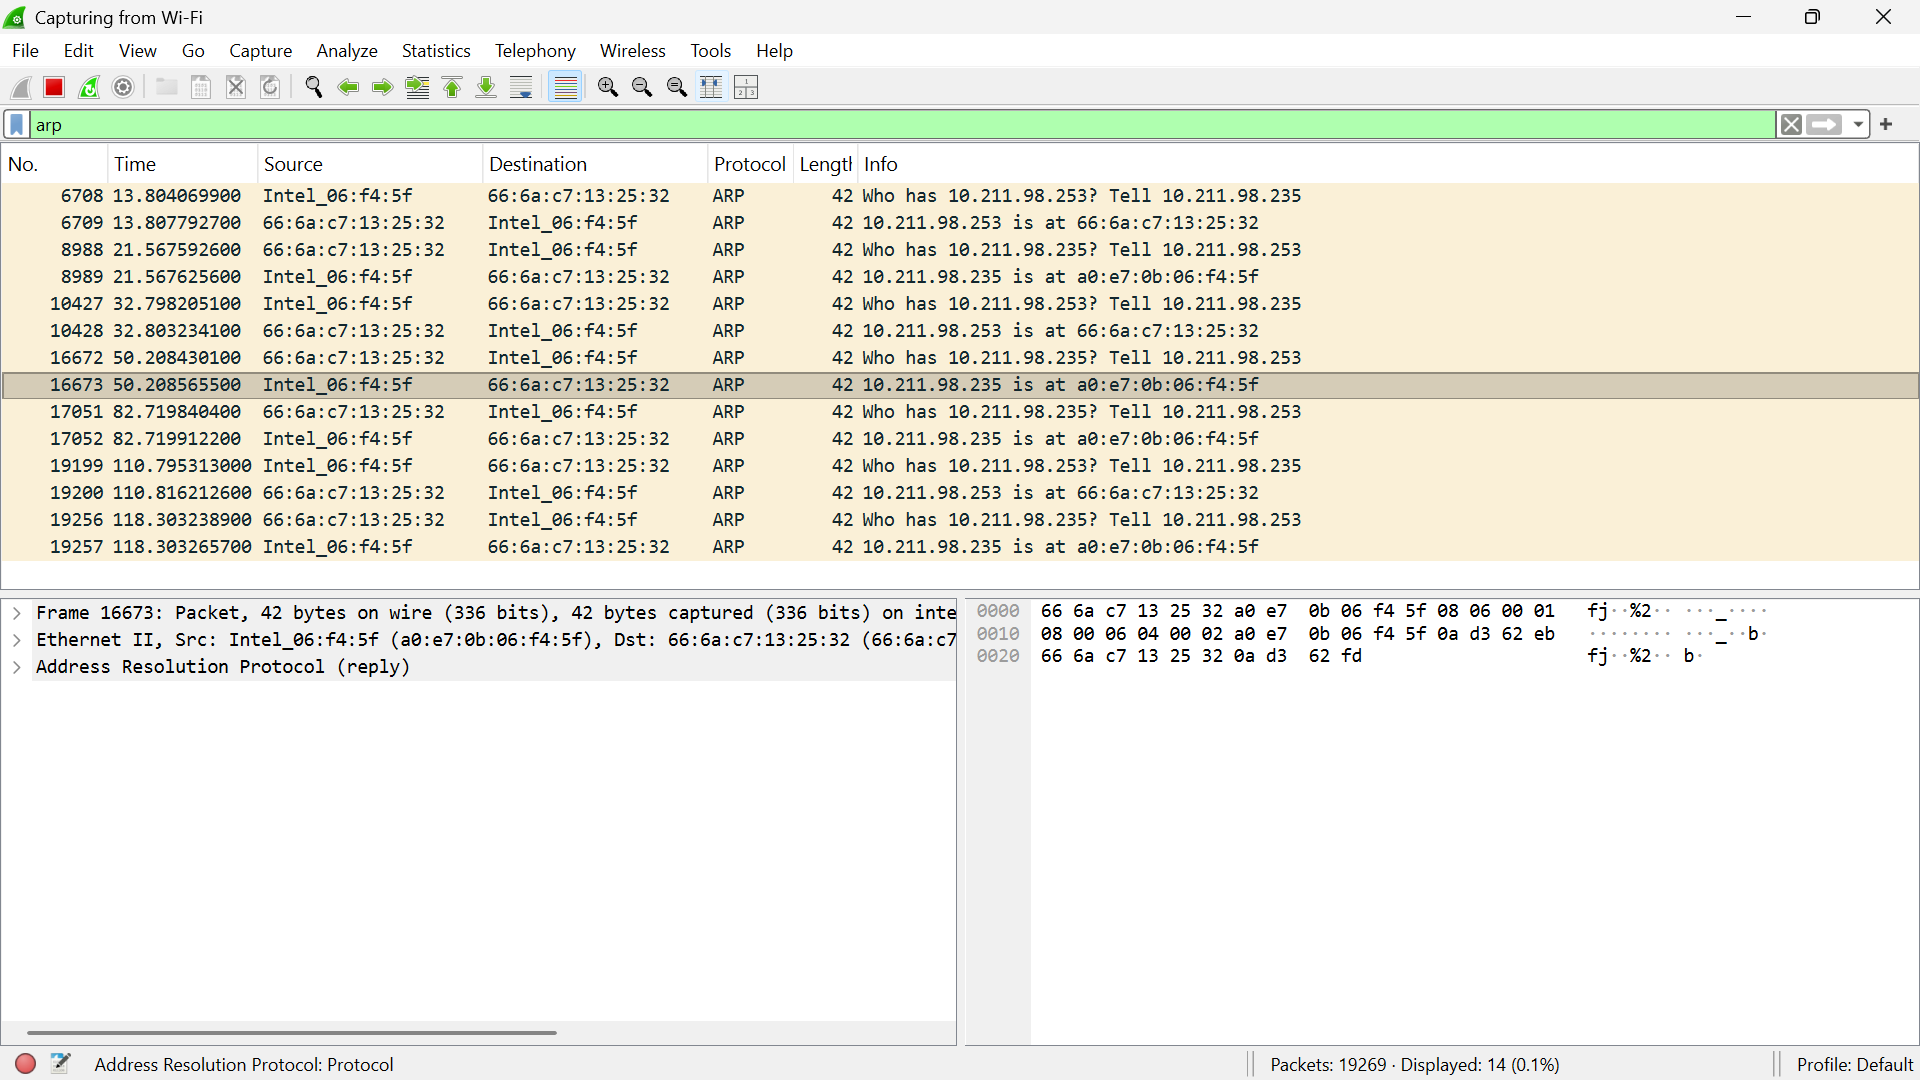 Capturing from Wi-Fi
File Edit View Go Capture Analyze Statistics Telephony Wireless Tools Help
arp
No. Time Source Destination Protocol Length Info
6708 13.804069900 Intel_06:f4:5f 66:6a:c7:13:25:32 ARP 42 Who has 10.211.98.253? Tell 10.211.98.235
6709 13.807792700 66:6a:c7:13:25:32 Intel_06:f4:5f ARP 42 10.211.98.253 is at 66:6a:c7:13:25:32
8988 21.567592600 66:6a:c7:13:25:32 Intel_06:f4:5f ARP 42 Who has 10.211.98.235? Tell 10.211.98.253
8989 21.567625600 Intel_06:f4:5f 66:6a:c7:13:25:32 ARP 42 10.211.98.235 is at a0:e7:0b:06:f4:5f
10427 32.798205100 Intel_06:f4:5f 66:6a:c7:13:25:32 ARP 42 Who has 10.211.98.253? Tell 10.211.98.235
10428 32.803234100 66:6a:c7:13:25:32 Intel_06:f4:5f ARP 42 10.211.98.253 is at 66:6a:c7:13:25:32
16672 50.208430100 66:6a:c7:13:25:32 Intel_06:f4:5f ARP 42 Who has 10.211.98.235? Tell 10.211.98.253
16673 50.208565500 Intel_06:f4:5f 66:6a:c7:13:25:32 ARP 42 10.211.98.235 is at a0:e7:0b:06:f4:5f
17051 82.719840400 66:6a:c7:13:25:32 Intel_06:f4:5f ARP 42 Who has 10.211.98.235? Tell 10.211.98.253
17052 82.719912200 Intel_06:f4:5f 66:6a:c7:13:25:32 ARP 42 10.211.98.235 is at a0:e7:0b:06:f4:5f
19199 110.795313000 Intel_06:f4:5f 66:6a:c7:13:25:32 ARP 42 Who has 10.211.98.253? Tell 10.211.98.235
19200 110.816212600 66:6a:c7:13:25:32 Intel_06:f4:5f ARP 42 10.211.98.253 is at 66:6a:c7:13:25:32
19256 118.303238900 66:6a:c7:13:25:32 Intel_06:f4:5f ARP 42 Who has 10.211.98.235? Tell 10.211.98.253
19257 118.303265700 Intel_06:f4:5f 66:6a:c7:13:25:32 ARP 42 10.211.98.235 is at a0:e7:0b:06:f4:5f
Frame 16673: Packet, 42 bytes on wire (336 bits), 42 bytes captured (336 bits) on inte
Ethernet II, Src: Intel_06:f4:5f (a0:e7:0b:06:f4:5f), Dst: 66:6a:c7:13:25:32 (66:6a:c7
Address Resolution Protocol (reply)
0000 66 6a c7 13 25 32 a0 e7 0b 06 f4 5f 08 06 00 01 fj··%2·· ···_····
0010 08 00 06 04 00 02 a0 e7 0b 06 f4 5f 0a d3 62 eb ········ ···_··b·
0020 66 6a c7 13 25 32 0a d3 62 fd fj··%2·· b·
Address Resolution Protocol: Protocol
Packets: 19269 · Displayed: 14 (0.1%)
Profile: Default